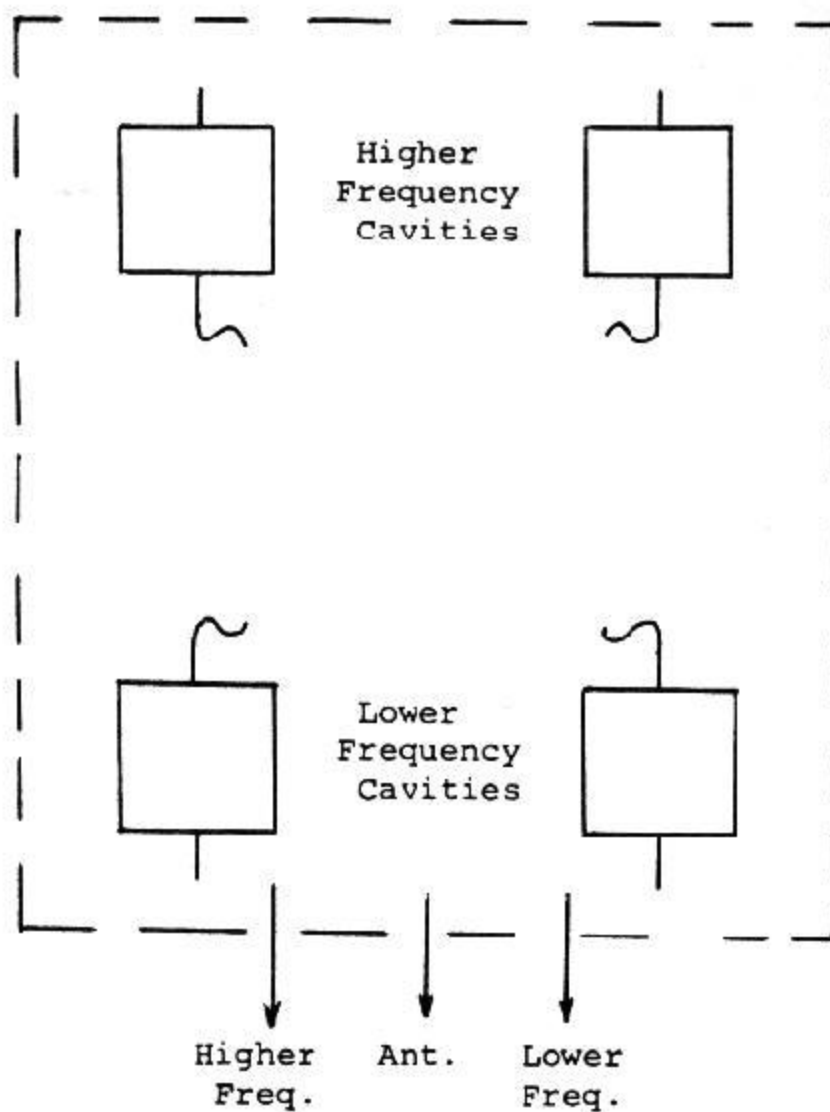 Higher
Frequency
Cavities
Lower
Frequency
Cavities
Higher
Freq.
Ant.
Lower
Freq.